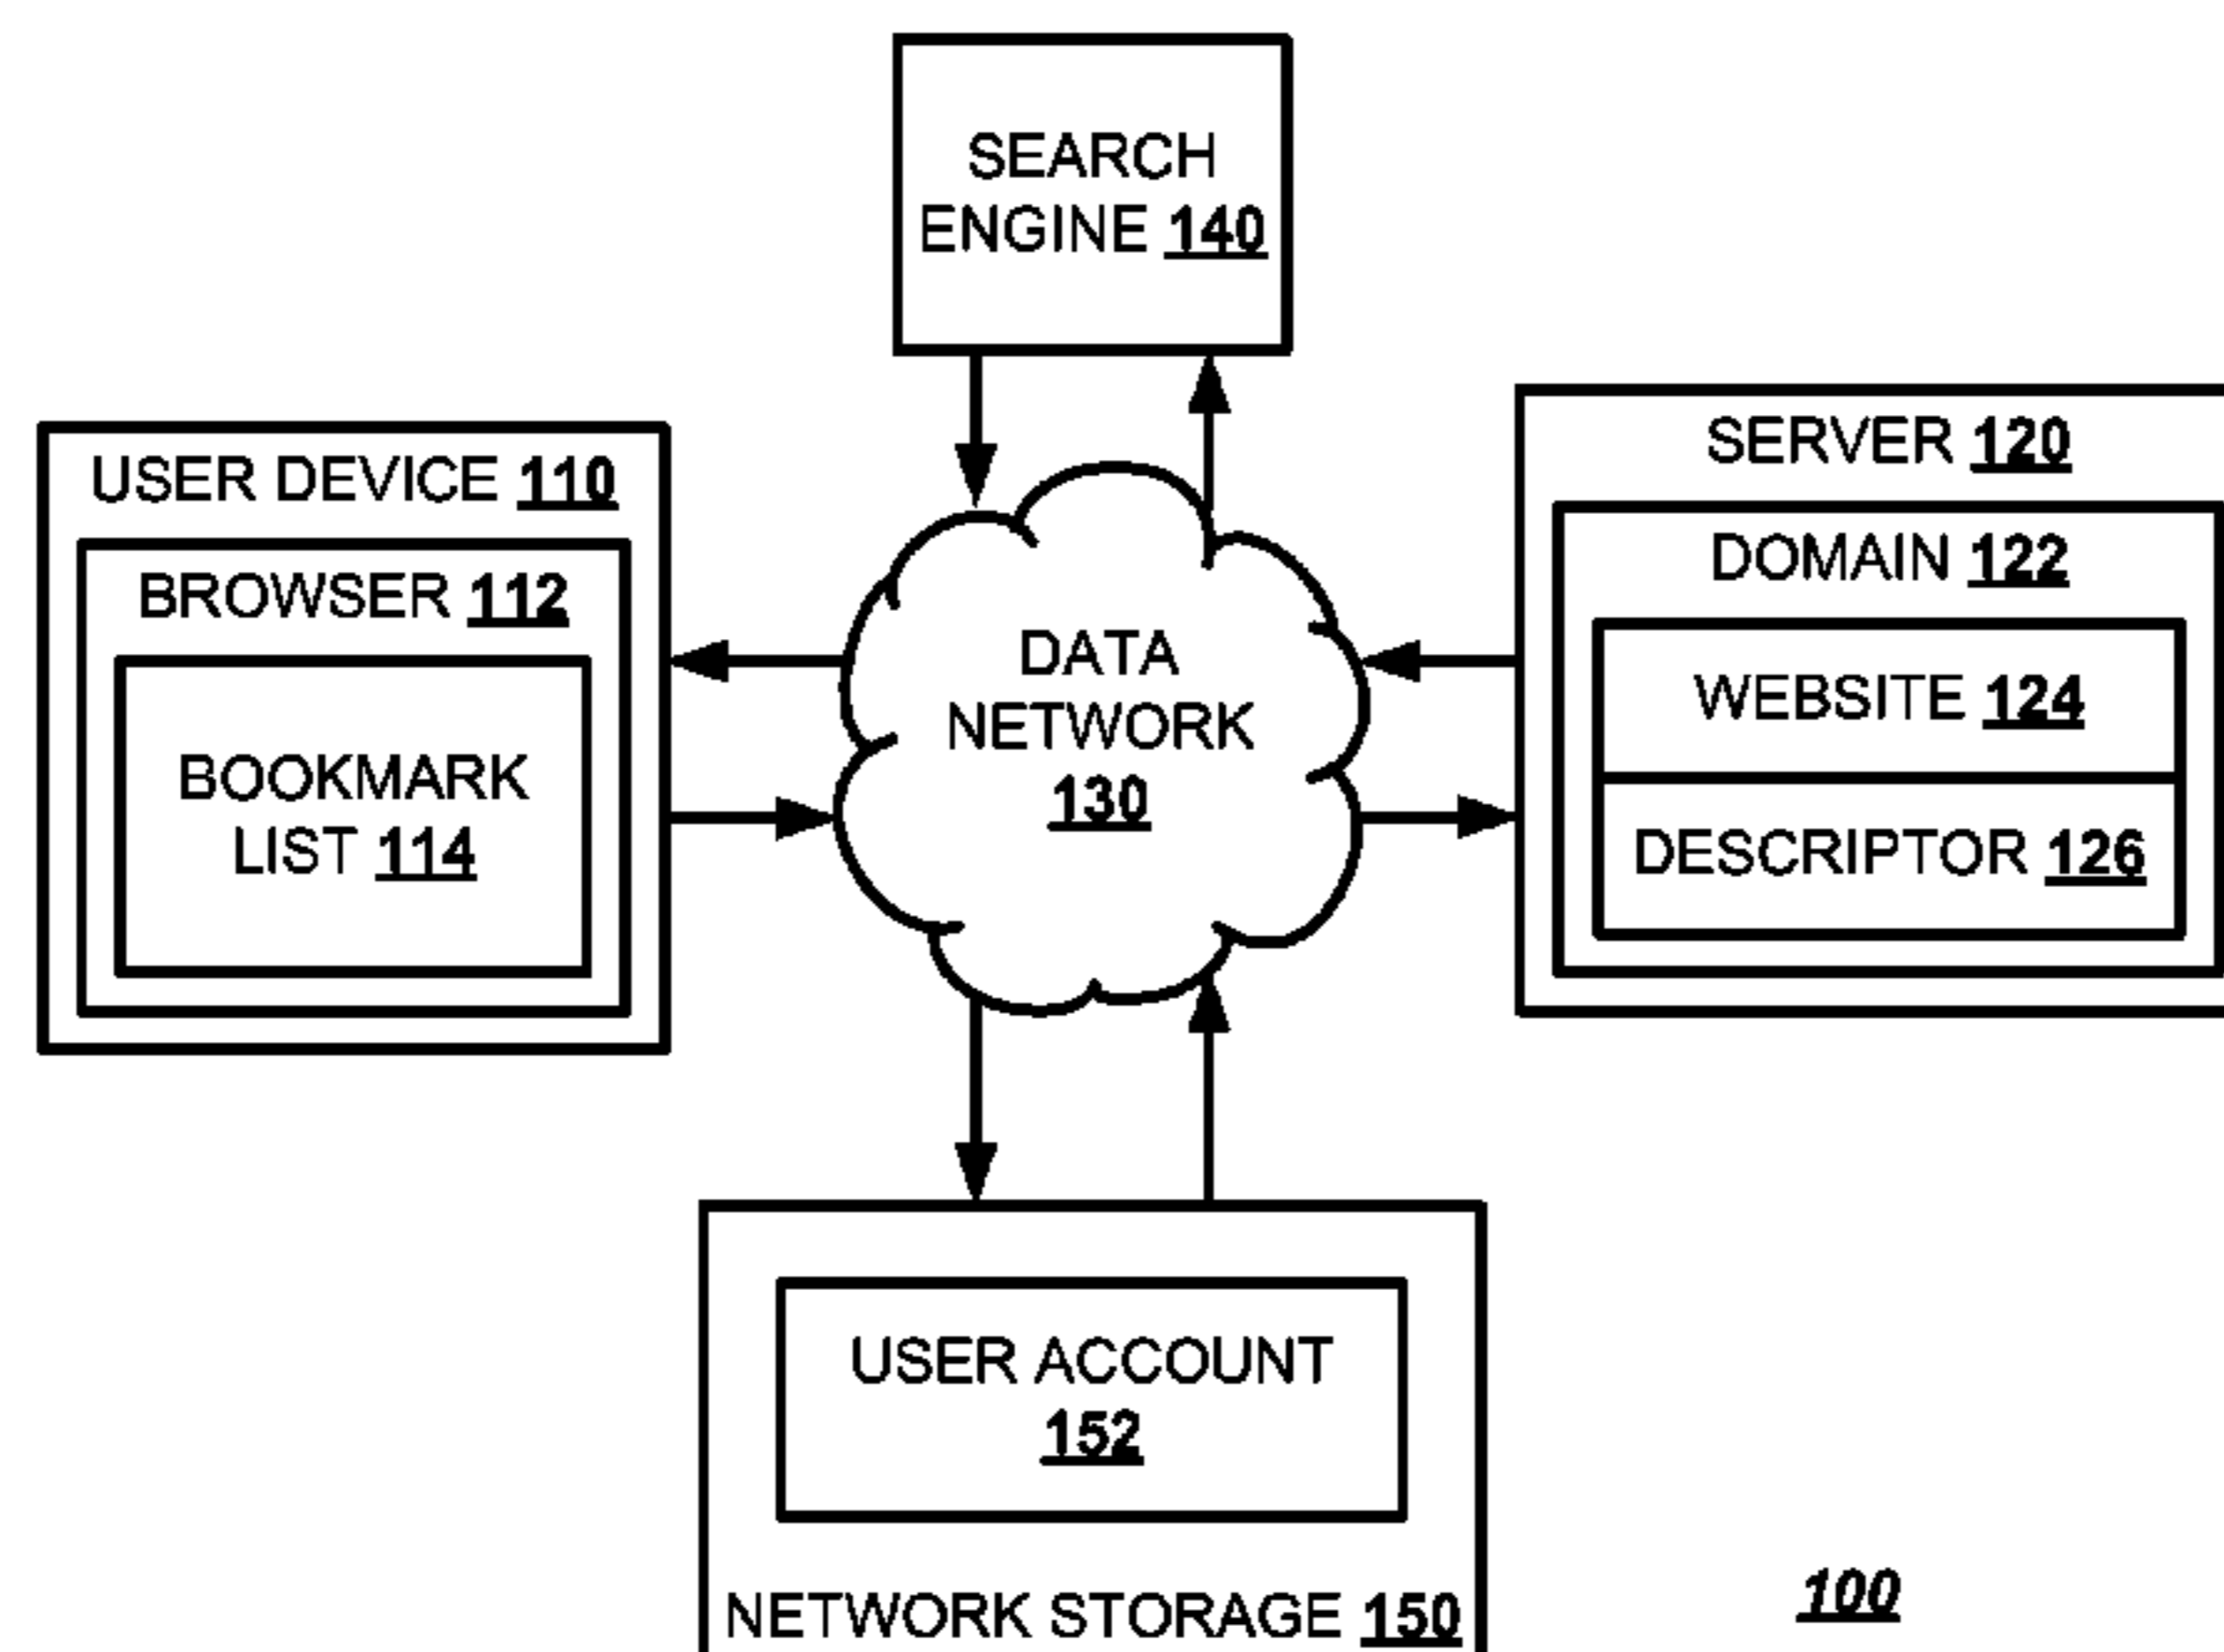 SEARCH
ENGINE 140
USER DEVICE 110
BROWSER 112
BOOKMARK
LIST 114
DATA
NETWORK
130
SERVER 120
DOMAIN 122
WEBSITE 124
DESCRIPTOR 126
USER ACCOUNT
152
NETWORK STORAGE 150
100